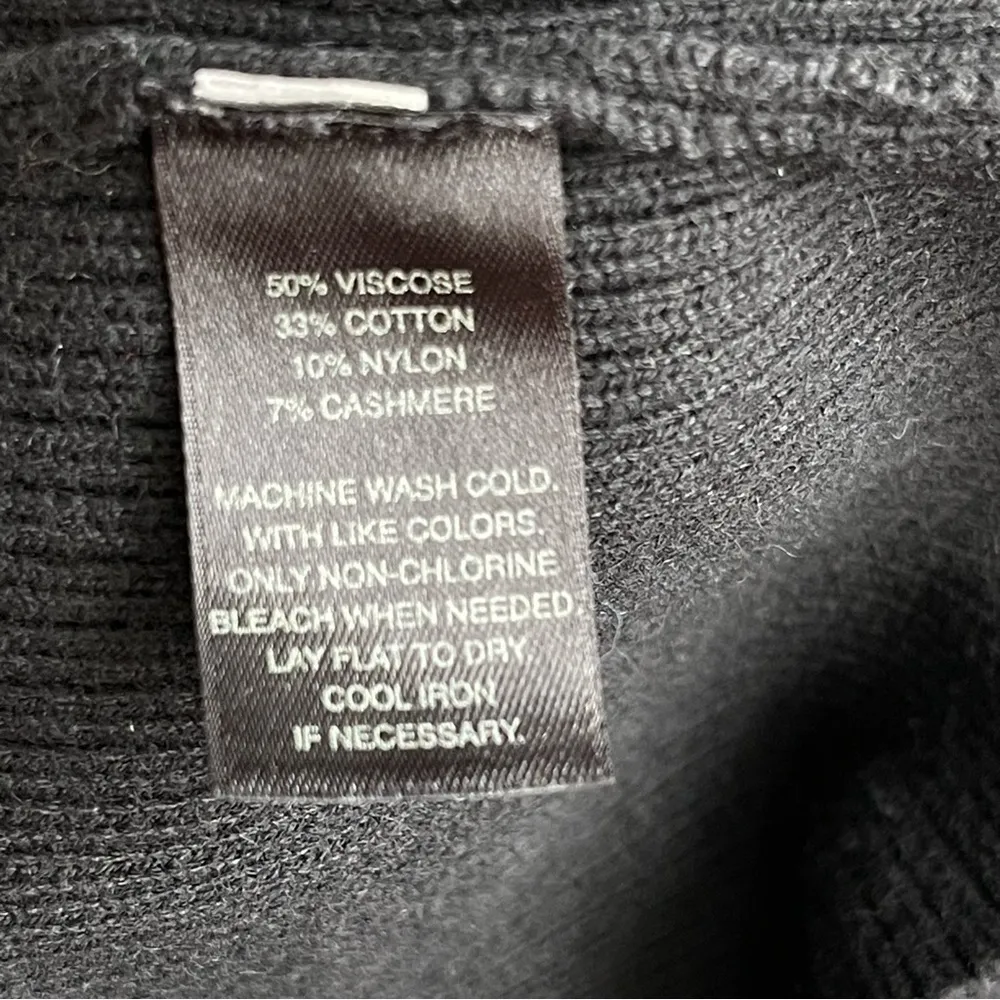 50% VISCOSE
33% COTTON
10% NYLON
7% CASHMERE
MACHINE WASH COLD.
WITH LIKE COLORS.
ONLY NON-CHLORINE
BLEACH WHEN NEEDED.
LAY FLAT TO DRY.
COOL IRON
IF NECESSARY.